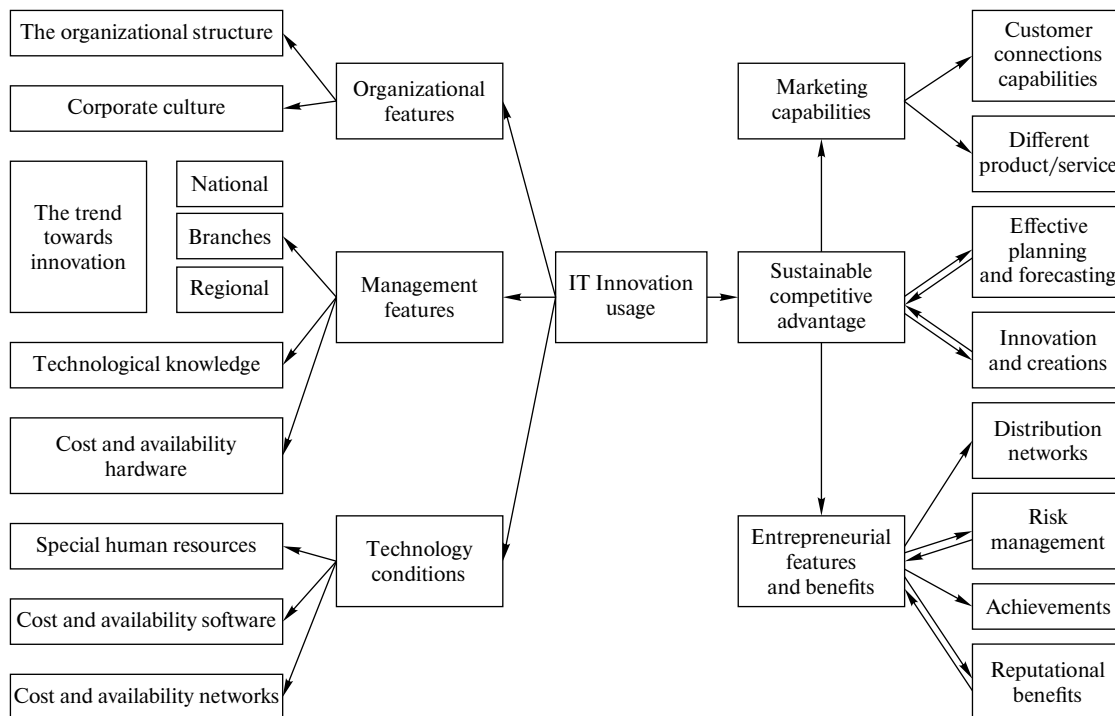 The organizational structure
Corporate culture
The trend
towards
innovation
National
Branches
Regional
Technological knowledge
Cost and availability
hardware
Special human resources
Cost and availability software
Cost and availability networks
Organizational
features
Management
features
Technology
conditions
IT Innovation
usage
Marketing
capabilities
Sustainable
competitive
advantage
Entrepreneurial
features
and benefits
Customer
connections
capabilities
Different
product/service
Effective
planning
and forecasting
Innovation
and creations
Distribution
networks
Risk
management
Achievements
Reputational
benefits